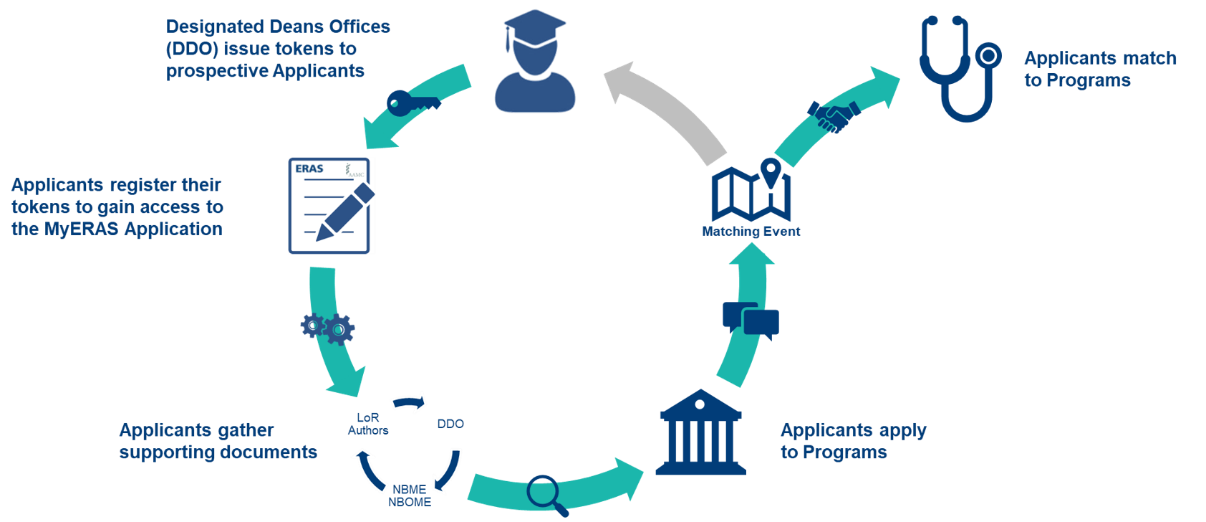 Designated Deans Offices
(DDO) issue tokens to
prospective Applicants
Applicants match
to Programs
ERAS
AAMC
Applicants register their
tokens to gain access to
the MyERAS Application
Matching Event
LoR
Authors
DDO
Applicants gather
supporting documents
NBME
NBOME
Applicants apply
to Programs